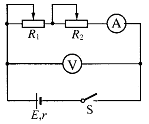 R₁ R₂ A
V
E,r S